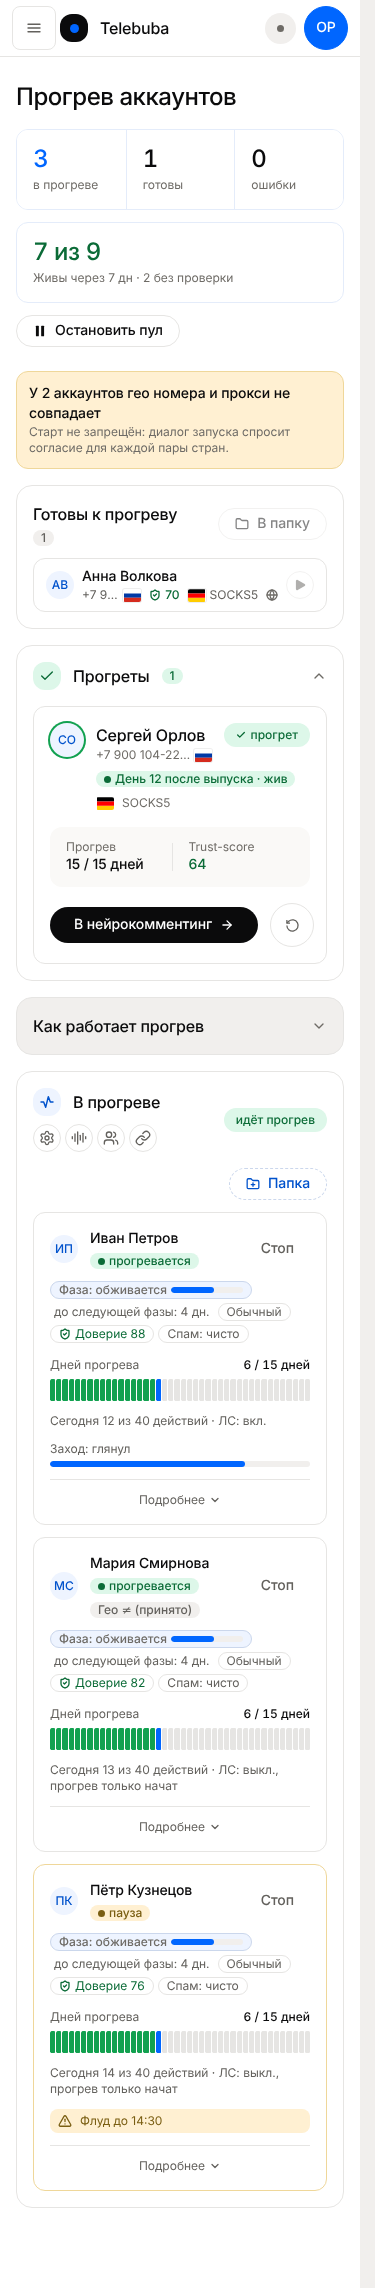 Telebuba
OP
Прогрев аккаунтов
3
в прогреве
1
готовы
0
ошибки
7 из 9
Живы через 7 дн · 2 без проверки
Остановить пул
У 2 аккаунтов гео номера и прокси не
совпадает
Старт не запрещён: диалог запуска спросит
согласие для каждой пары стран.
Готовы к прогреву
1
В папку
АВ
Анна Волкова
+7 9… 70 SOCKS5
Прогреты 1
СО
Сергей Орлов
прогрет
+7 900 104-22…
День 12 после выпуска · жив
SOCKS5
Прогрев
15 / 15 дней
Trust-score
64
В нейрокомментинг
Как работает прогрев
В прогреве
идёт прогрев
Папка
ИП
Иван Петров
прогревается
Стоп
Фаза: обживается
до следующей фазы: 4 дн. Обычный
Доверие 88 Спам: чисто
Дней прогрева 6 / 15 дней
Сегодня 12 из 40 действий · ЛС: вкл.
Заход: глянул
Подробнее
МС
Мария Смирнова
прогревается
Гео ≠ (принято)
Стоп
Фаза: обживается
до следующей фазы: 4 дн. Обычный
Доверие 82 Спам: чисто
Дней прогрева 6 / 15 дней
Сегодня 13 из 40 действий · ЛС: выкл.,
прогрев только начат
Подробнее
ПК
Пётр Кузнецов
пауза
Стоп
Фаза: обживается
до следующей фазы: 4 дн. Обычный
Доверие 76 Спам: чисто
Дней прогрева 6 / 15 дней
Сегодня 14 из 40 действий · ЛС: выкл.,
прогрев только начат
Флуд до 14:30
Подробнее